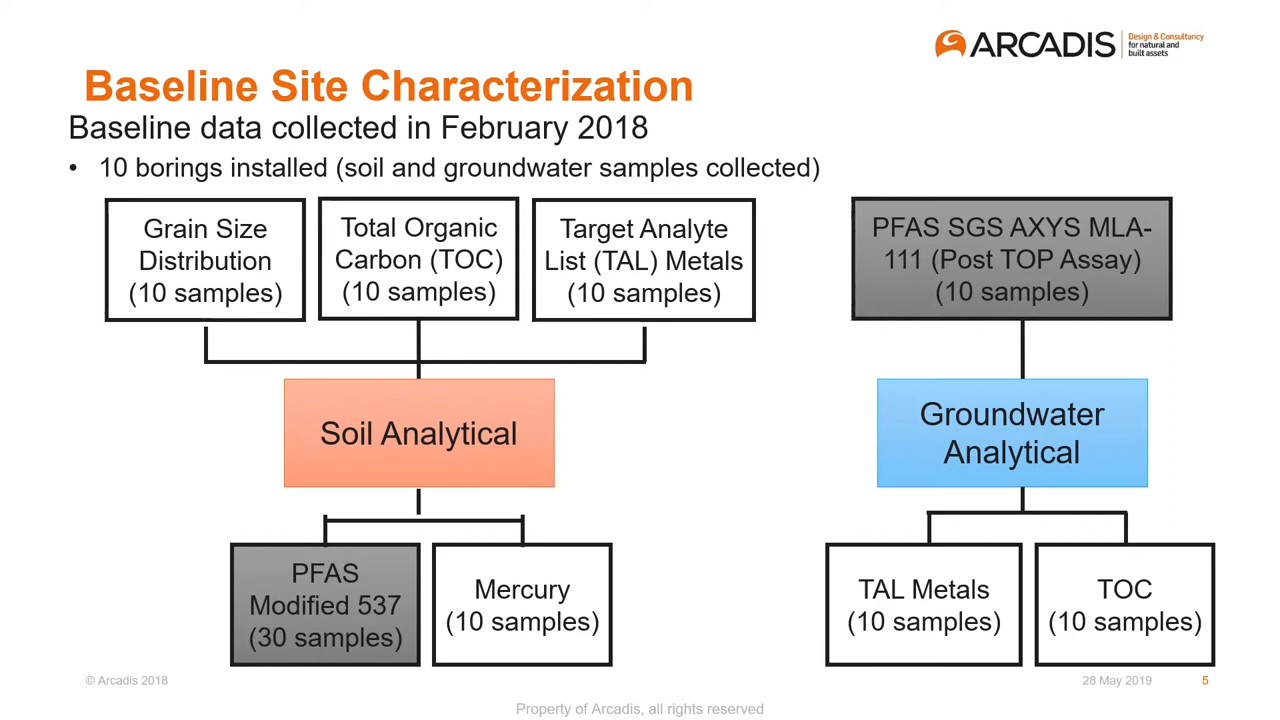 ARCADIS
Design & Consultancy
for natural and
built assets
Baseline Site Characterization
Baseline data collected in February 2018
• 10 borings installed (soil and groundwater samples collected)
Grain Size
Distribution
(10 samples)
Total Organic
Carbon (TOC)
(10 samples)
Target Analyte
List (TAL) Metals
(10 samples)
PFAS SGS AXYS MLA-
111 (Post TOP Assay)
(10 samples)
Soil Analytical
Groundwater
Analytical
PFAS
Modified 537
(30 samples)
Mercury
(10 samples)
TAL Metals
(10 samples)
TOC
(10 samples)
© Arcadis 2018
28 May 2019
5
Property of Arcadis, all rights reserved